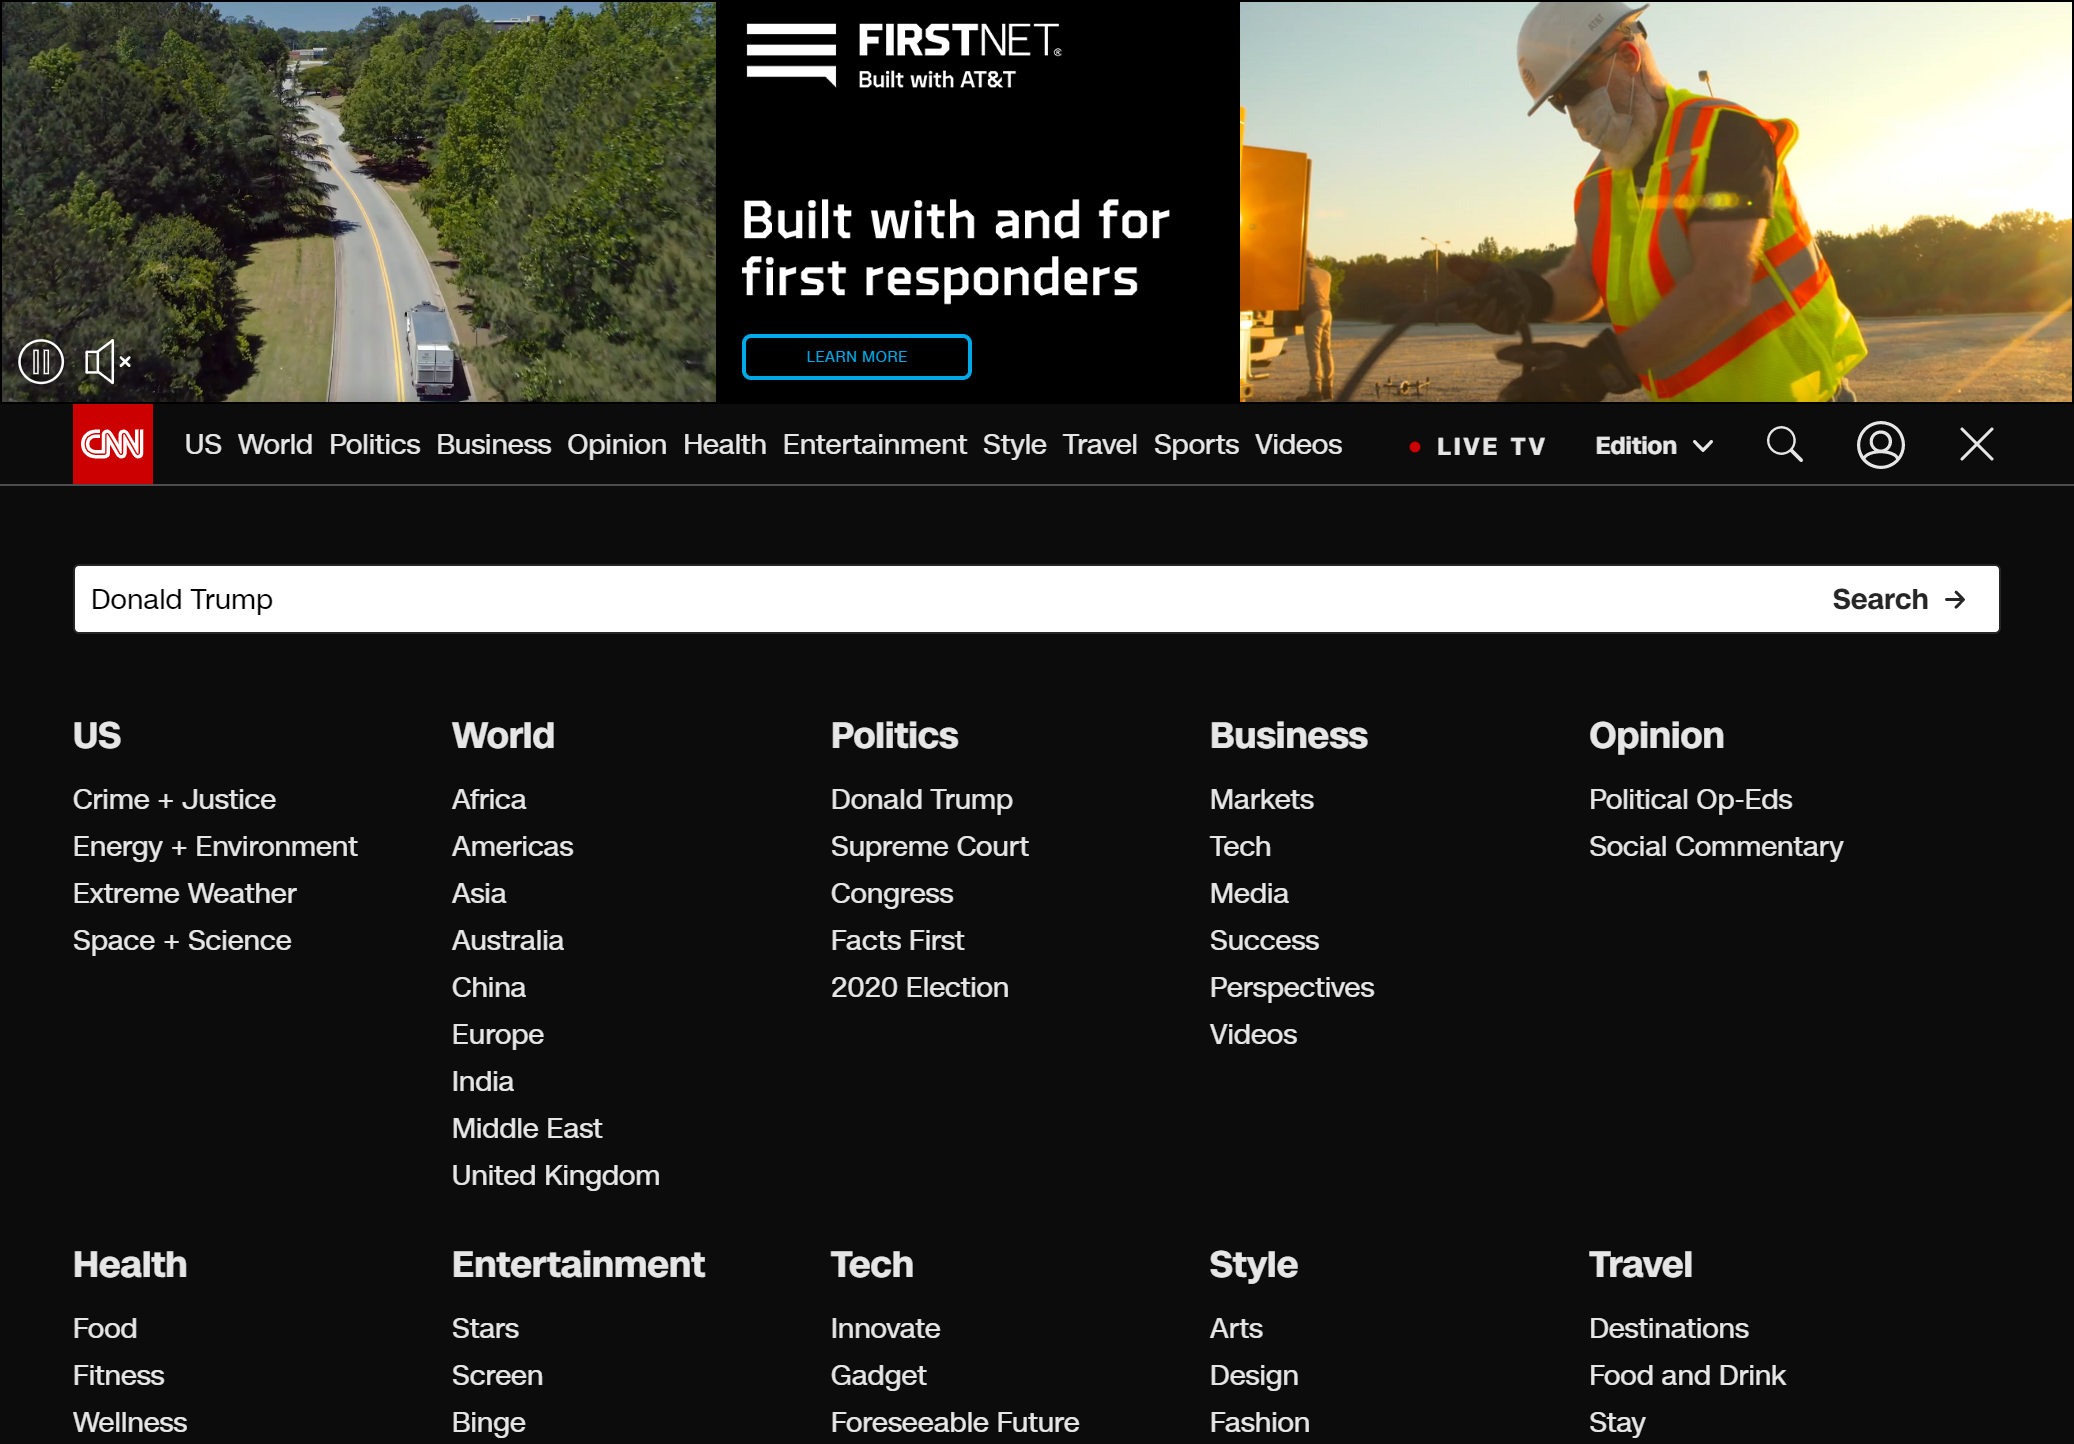 FIRSTNET®
Built with AT&T
Built with and for
first responders
LEARN MORE
CNN US World Politics Business Opinion Health Entertainment Style Travel Sports Videos LIVE TV Edition
Donald Trump Search →
US
Crime + Justice
Energy + Environment
Extreme Weather
Space + Science
World
Africa
Americas
Asia
Australia
China
Europe
India
Middle East
United Kingdom
Politics
Donald Trump
Supreme Court
Congress
Facts First
2020 Election
Business
Markets
Tech
Media
Success
Perspectives
Videos
Opinion
Political Op-Eds
Social Commentary
Health
Food
Fitness
Wellness
Entertainment
Stars
Screen
Binge
Tech
Innovate
Gadget
Foreseeable Future
Style
Arts
Design
Fashion
Travel
Destinations
Food and Drink
Stay